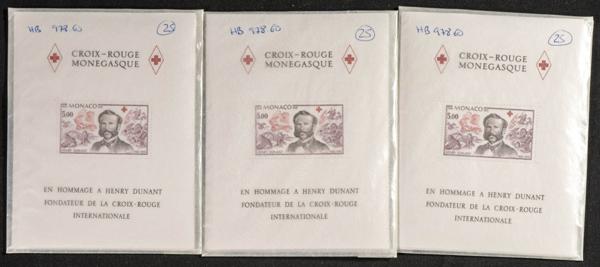 HB 978.60
25
CROIX-ROUGE
MONEGASQUE
MONACO
5,00
EN HOMMAGE A HENRY DUNANT
FONDATEUR DE LA CROIX-ROUGE
INTERNATIONALE
HB 978.60
25
CROIX-ROUGE
MONEGASQUE
MONACO
5,00
EN HOMMAGE A HENRY DUNANT
FONDATEUR DE LA CROIX-ROUGE
INTERNATIONALE
HB 978.60
25
CROIX-ROUGE
MONEGASQUE
MONACO
5,00
EN HOMMAGE A HENRY DUNANT
FONDATEUR DE LA CROIX-ROUGE
INTERNATIONALE